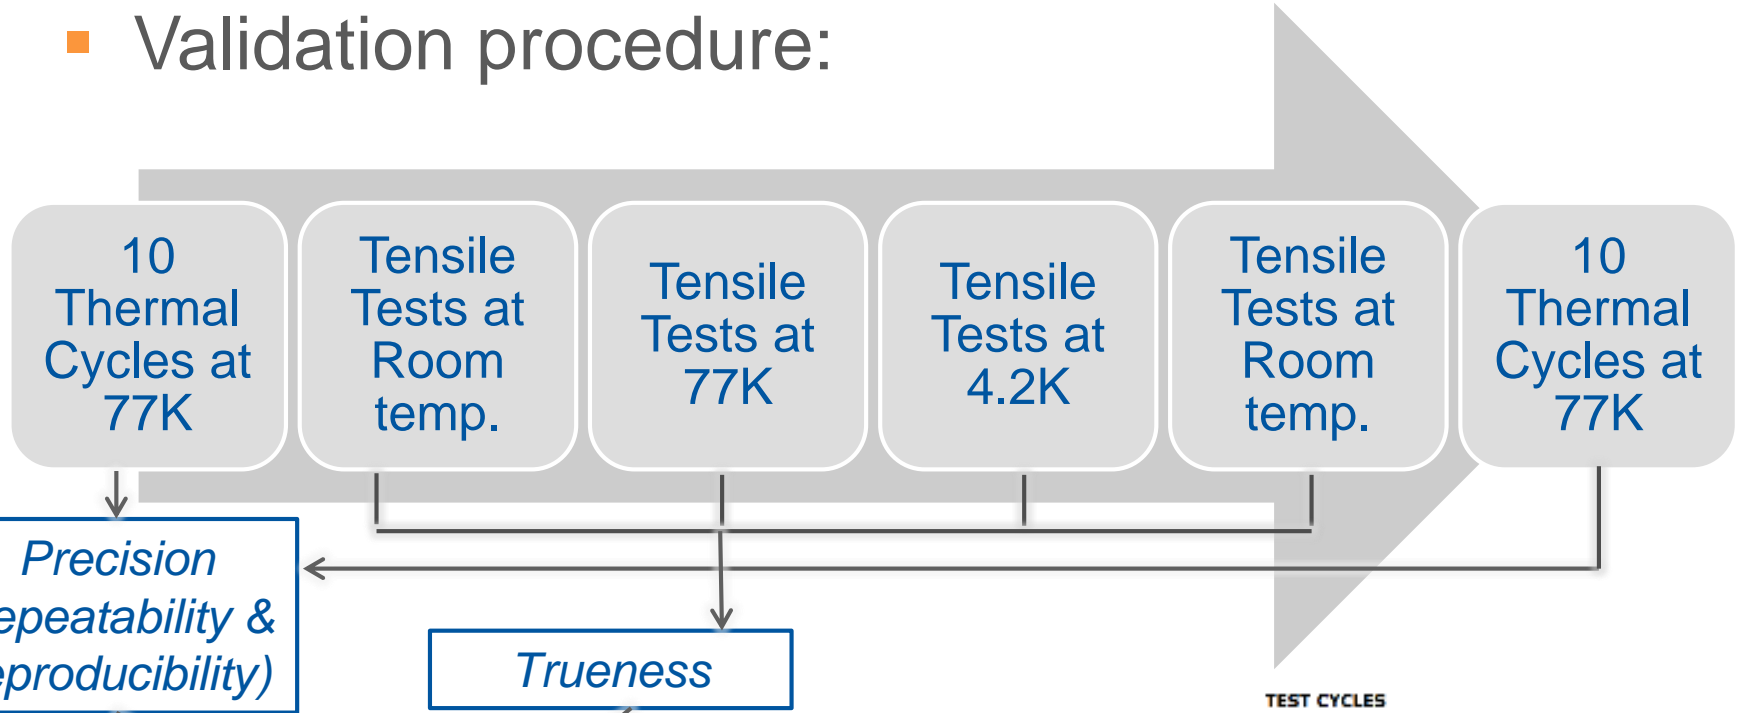 Validation procedure:
10
Thermal
Cycles at
77K
Tensile
Tests at
Room
temp.
Tensile
Tests at
77K
Tensile
Tests at
4.2K
Tensile
Tests at
Room
temp.
10
Thermal
Cycles at
77K
Precision
epeatability &
eproducibility)
Trueness
TEST CYCLES